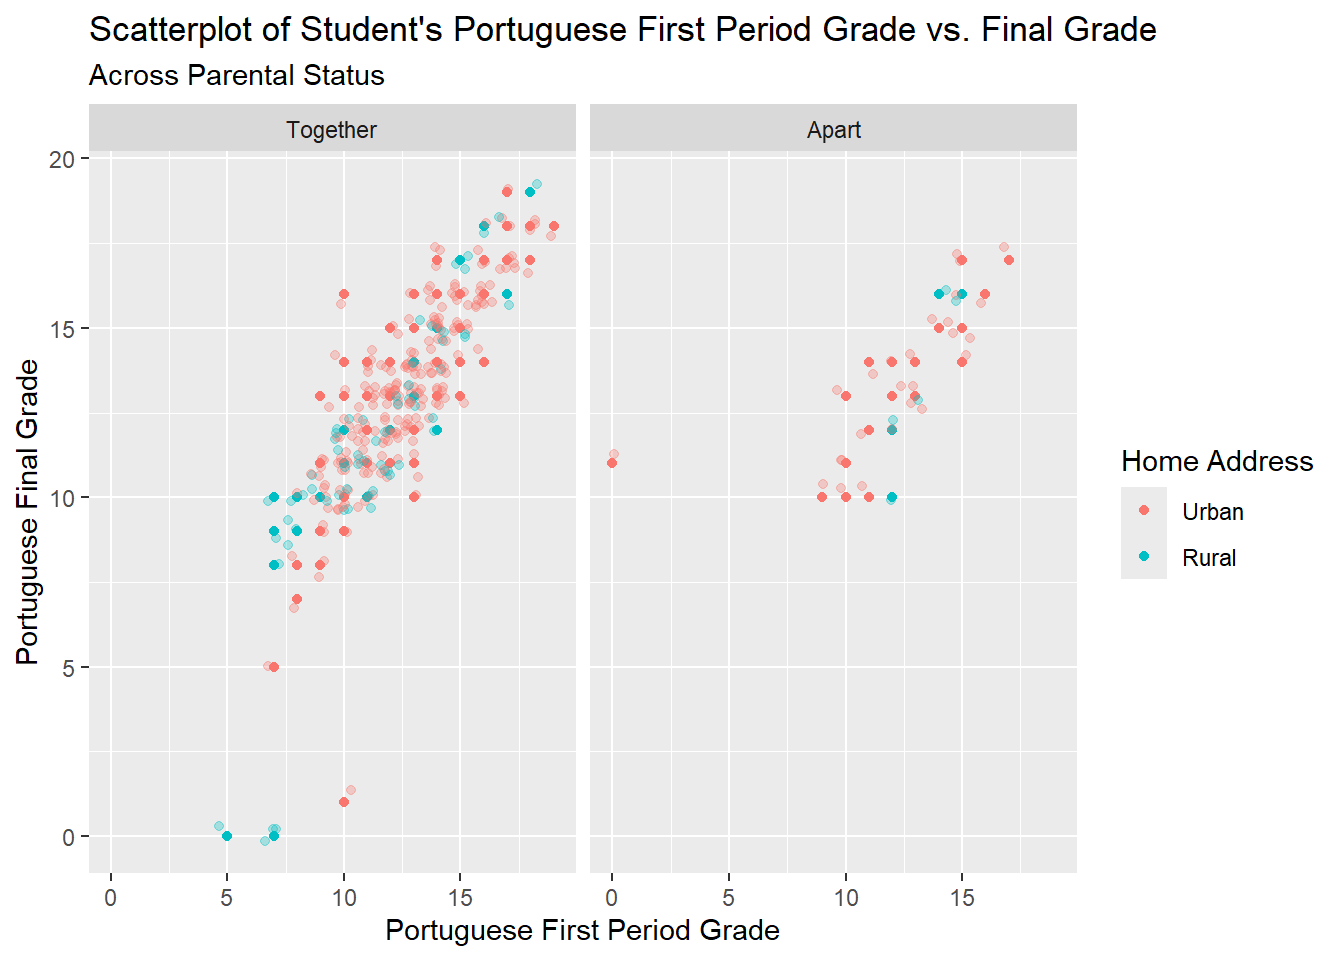 Scatterplot of Student's Portuguese First Period Grade vs. Final Grade
Across Parental Status
Together
Apart
20
15
10
5
0
Portuguese Final Grade
0 5 10 15
0 5 10 15
Portuguese First Period Grade
Home Address
Urban
Rural